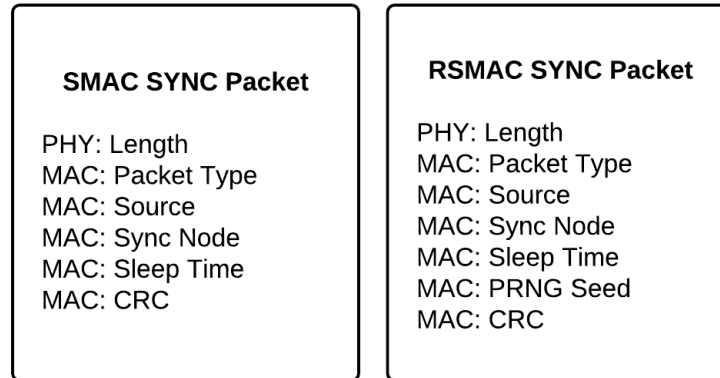 SMAC SYNC Packet
PHY: Length
MAC: Packet Type
MAC: Source
MAC: Sync Node
MAC: Sleep Time
MAC: CRC
RSMAC SYNC Packet
PHY: Length
MAC: Packet Type
MAC: Source
MAC: Sync Node
MAC: Sleep Time
MAC: PRNG Seed
MAC: CRC